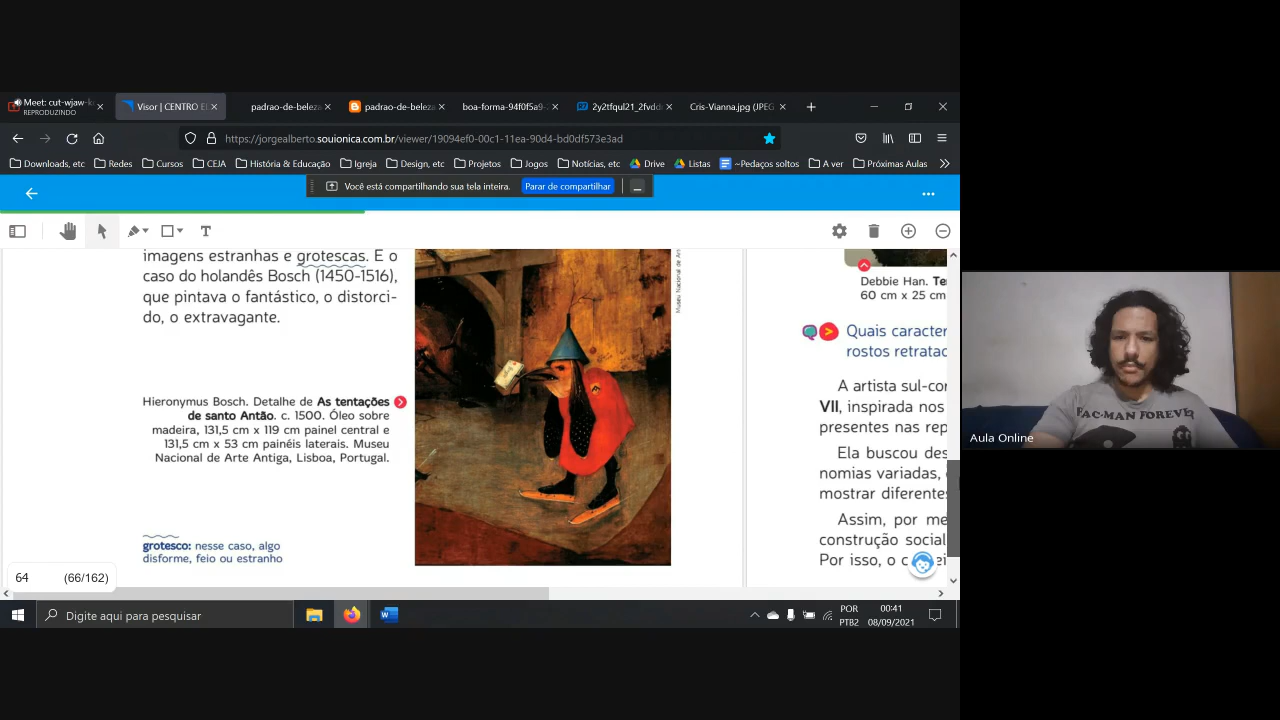 Meet: cut-wjaw-
REPRODUZINDO
Visor | CENTRO E
padrao-de-beleza
padrao-de-beleza
boa-forma-94f0f5a9-
2y2tfqul21_2fvdd
Cris-Vianna.jpg (JPEG
https://jorgealberto.souionica.com.br/viewer/19094ef0-00c1-11ea-90d4-bd0df573e3ad
Downloads, etc
Redes
Cursos
CEJA
História & Educação
Igreja
Design, etc
Projetos
Jogos
Notícias, etc
Drive
Listas
~Pedaços soltos
A ver
Próximas Aulas
Você está compartilhando sua tela inteira.
Parar de compartilhar
T
imagens estranhas e grotescas. É o
caso do holandês Bosch (1450-1516),
que pintava o fantástico, o distorci-
do, o extravagante.
Hieronymus Bosch. Detalhe de As tentações
de santo Antão. c. 1500. Óleo sobre
madeira, 131,5 cm x 119 cm painel central e
131,5 cm x 53 cm painéis laterais. Museu
Nacional de Arte Antiga, Lisboa, Portugal.
grotesco: nesse caso, algo
disforme, feio ou estranho
Museu Nacional de
Debbie Han. Te
60 cm x 25 cm
Quais caracter
rostos retratac
A artista sul-cor
VII, inspirada nos
presentes nas rep
Ela buscou des
nomias variadas,
mostrar diferentes
Assim, por me
construção social
Por isso, o
64
(66/162)
Digite aqui para pesquisar
POR
PTB2
00:41
08/09/2021
PAC-MAN FOREVER
Aula Online